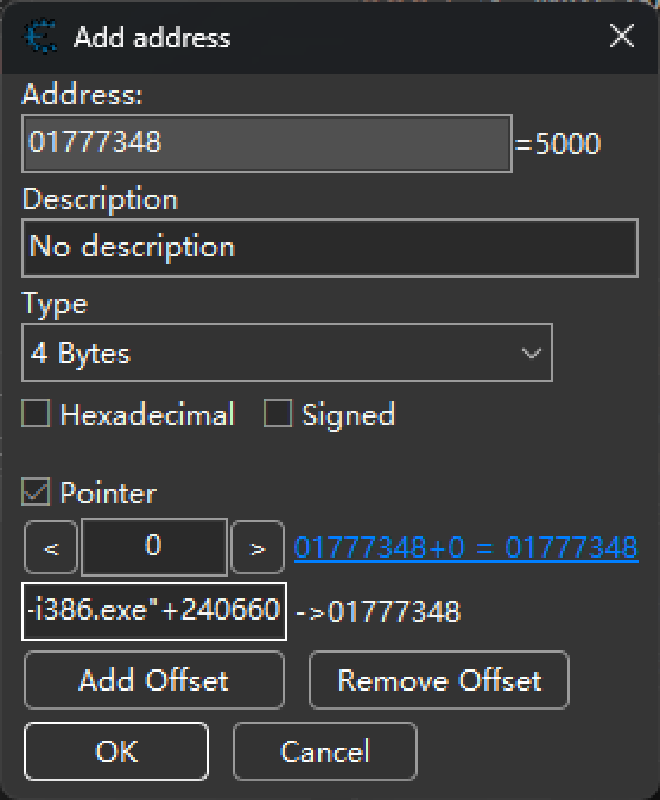 Add address
Address:
01777348 =5000
Description
No description
Type
4 Bytes
Hexadecimal Signed
Pointer
< 0 > 01777348+0 = 01777348
-i386.exe"+240660 ->01777348
Add Offset Remove Offset
OK Cancel